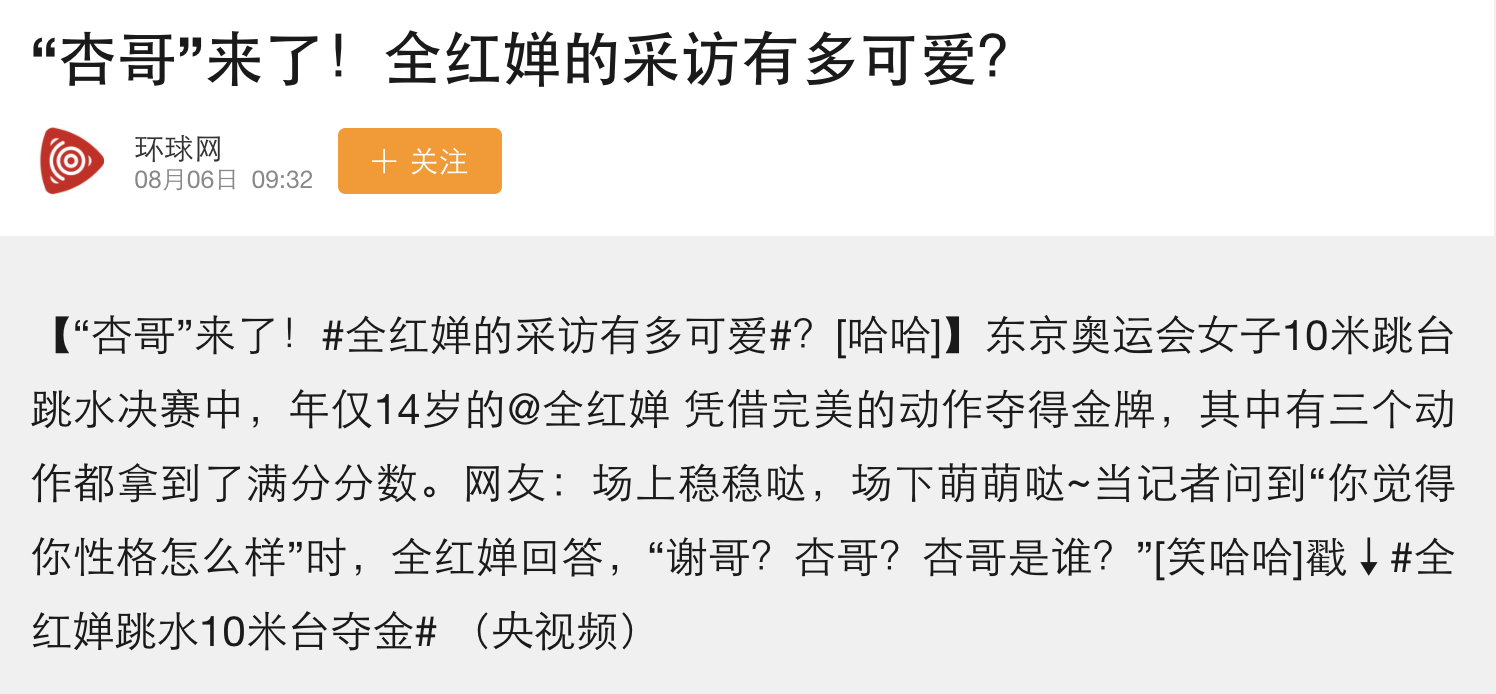 “杏哥”来了！全红婵的采访有多可爱？
环球网
08月06日 09:32
＋ 关注
【“杏哥”来了！#全红婵的采访有多可爱#？[哈哈]】东京奥运会女子10米跳台
跳水决赛中，年仅14岁的@全红婵 凭借完美的动作夺得金牌，其中有三个动
作都拿到了满分分数。网友：场上稳稳哒，场下萌萌哒~当记者问到“你觉得
你性格怎么样”时，全红婵回答，“谢哥？杏哥？杏哥是谁？”[笑哈哈]戳↓#全
红婵跳水10米台夺金# （央视频）